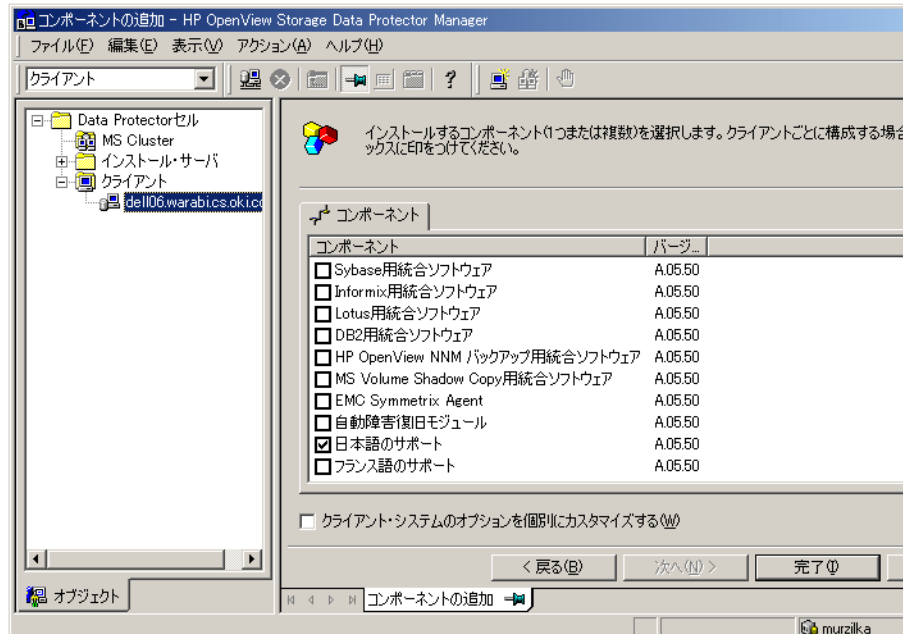 コンポーネントの追加 - HP OpenView Storage Data Protector Manager
ファイル(F) 編集(E) 表示(V) アクション(A) ヘルプ(H)
クライアント
Data Protectorセル
MS Cluster
インストール・サーバ
クライアント
dell06.warabi.cs.oki.co
オブジェクト
インストールするコンポーネント(1つまたは複数)を選択します。クライアントごとに構成する場合
ックスに印をつけてください。
コンポーネント
コンポーネント バージ...
Sybase用統合ソフトウェア A.05.50
Informix用統合ソフトウェア A.05.50
Lotus用統合ソフトウェア A.05.50
DB2用統合ソフトウェア A.05.50
HP OpenView NNM バックアップ用統合ソフトウェア A.05.50
MS Volume Shadow Copy用統合ソフトウェア A.05.50
EMC Symmetrix Agent A.05.50
自動障害復旧モジュール A.05.50
日本語のサポート A.05.50
フランス語のサポート A.05.50
クライアント・システムのオプションを個別にカスタマイズする(W)
< 戻る(B) 次へ(N) > 完了(I)
コンポーネントの追加
murzilka